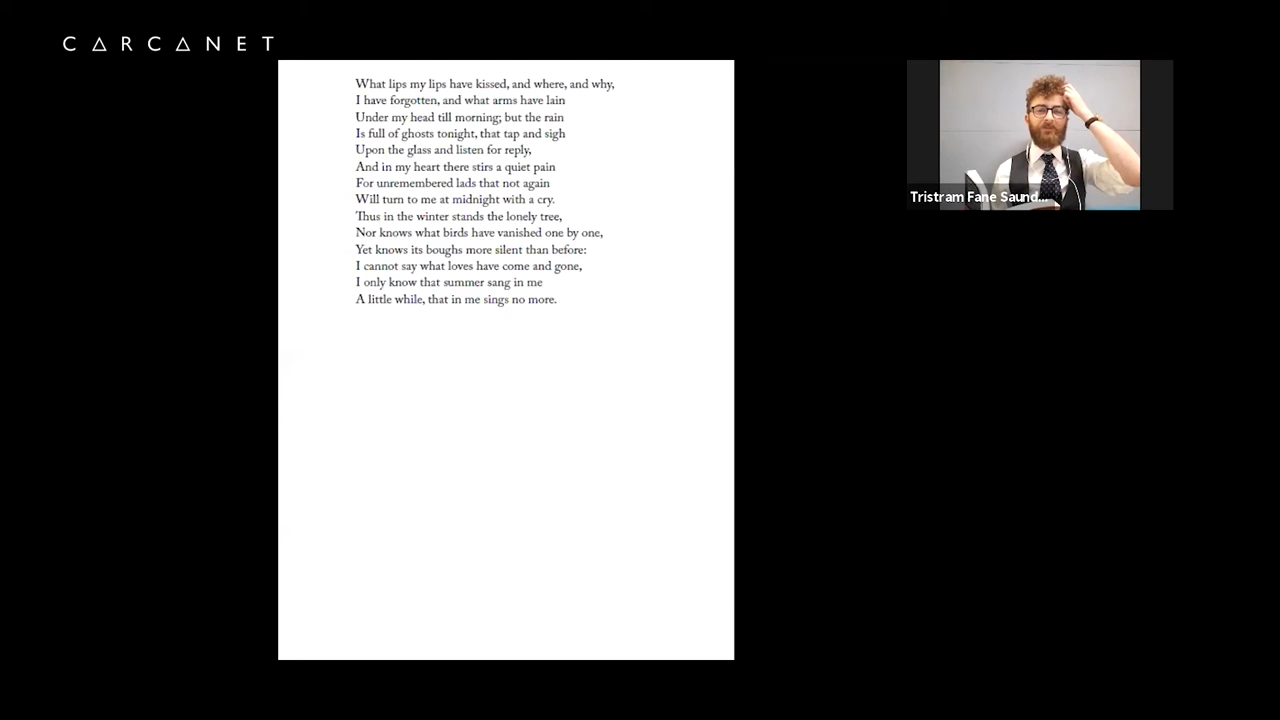 CARCANET
What lips my lips have kissed, and where, and why,
I have forgotten, and what arms have lain
Under my head till morning; but the rain
Is full of ghosts tonight, that tap and sigh
Upon the glass and listen for reply,
And in my heart there stirs a quiet pain
For unremembered lads that not again
Will turn to me at midnight with a cry.
Thus in the winter stands the lonely tree,
Nor knows what birds have vanished one by one,
Yet knows its boughs more silent than before:
I cannot say what loves have come and gone,
I only know that summer sang in me
A little while, that in me sings no more.
Tristram Fane Saund...